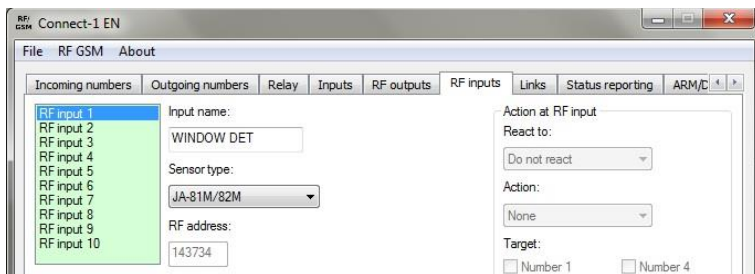 RF/
GSM Connect-1 EN
File RF GSM About
Incoming numbers Outgoing numbers Relay Inputs RF outputs RF inputs Links Status reporting
RF input 1
RF input 2
RF input 3
RF input 4
RF input 5
RF input 6
RF input 7
RF input 8
RF input 9
RF input 10
Input name:
WINDOW DET
Sensor type:
JA-81M/82M
RF address:
143734
Action at RF input
React to:
Do not react
Action:
None
Target:
Number 1 Number 4